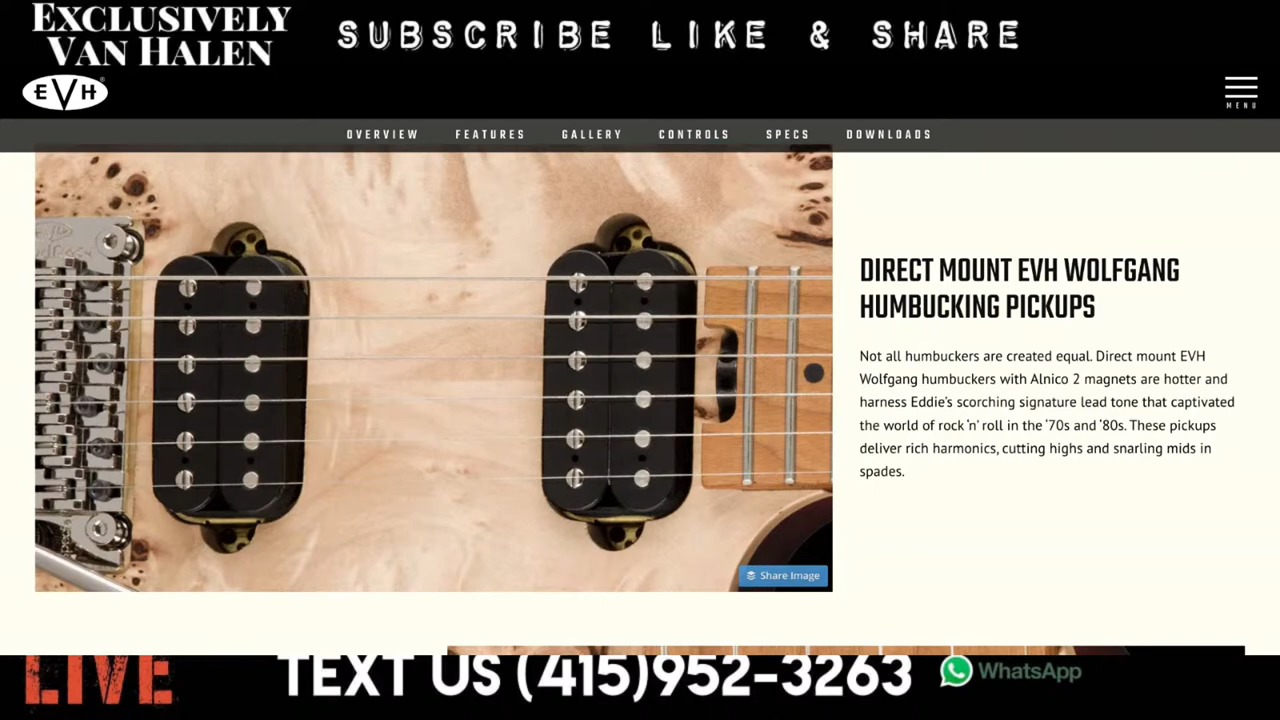 EXCLUSIVELY
VAN HALEN
SUBSCRIBE LIKE & SHARE
EVH®
MENU
OVERVIEW FEATURES GALLERY CONTROLS SPECS DOWNLOADS
DIRECT MOUNT EVH WOLFGANG
HUMBUCKING PICKUPS
Not all humbuckers are created equal. Direct mount EVH
Wolfgang humbuckers with Alnico 2 magnets are hotter and
harness Eddie's scorching signature lead tone that captivated
the world of rock 'n' roll in the '70s and '80s. These pickups
deliver rich harmonics, cutting highs and snarling mids in
spades.
Share Image
LIVE
TEXT US (415)952-3263
WhatsApp